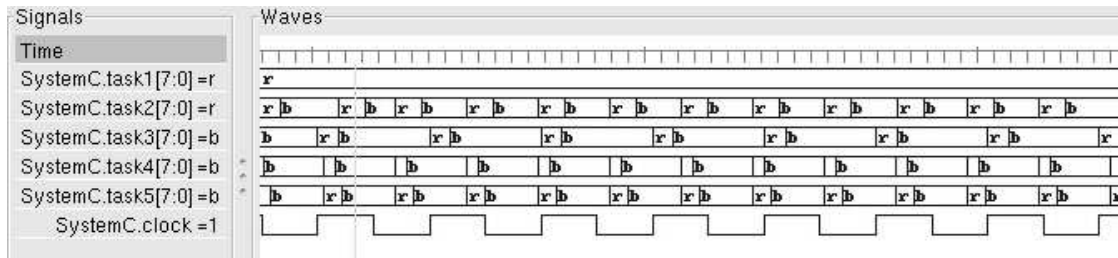 Signals Waves
Time
SystemC.task1[7:0] =r r
SystemC.task2[7:0] =r r b r b r b r b r b r b r b r b r b r b r b r b
SystemC.task3[7:0] =b b r b r b r b r b r b r b r b r
SystemC.task4[7:0] =b b b b b b b b b b b b b
SystemC.task5[7:0] =b b r b r b r b r b r b r b r b r b r b r b r b r
SystemC.clock =1